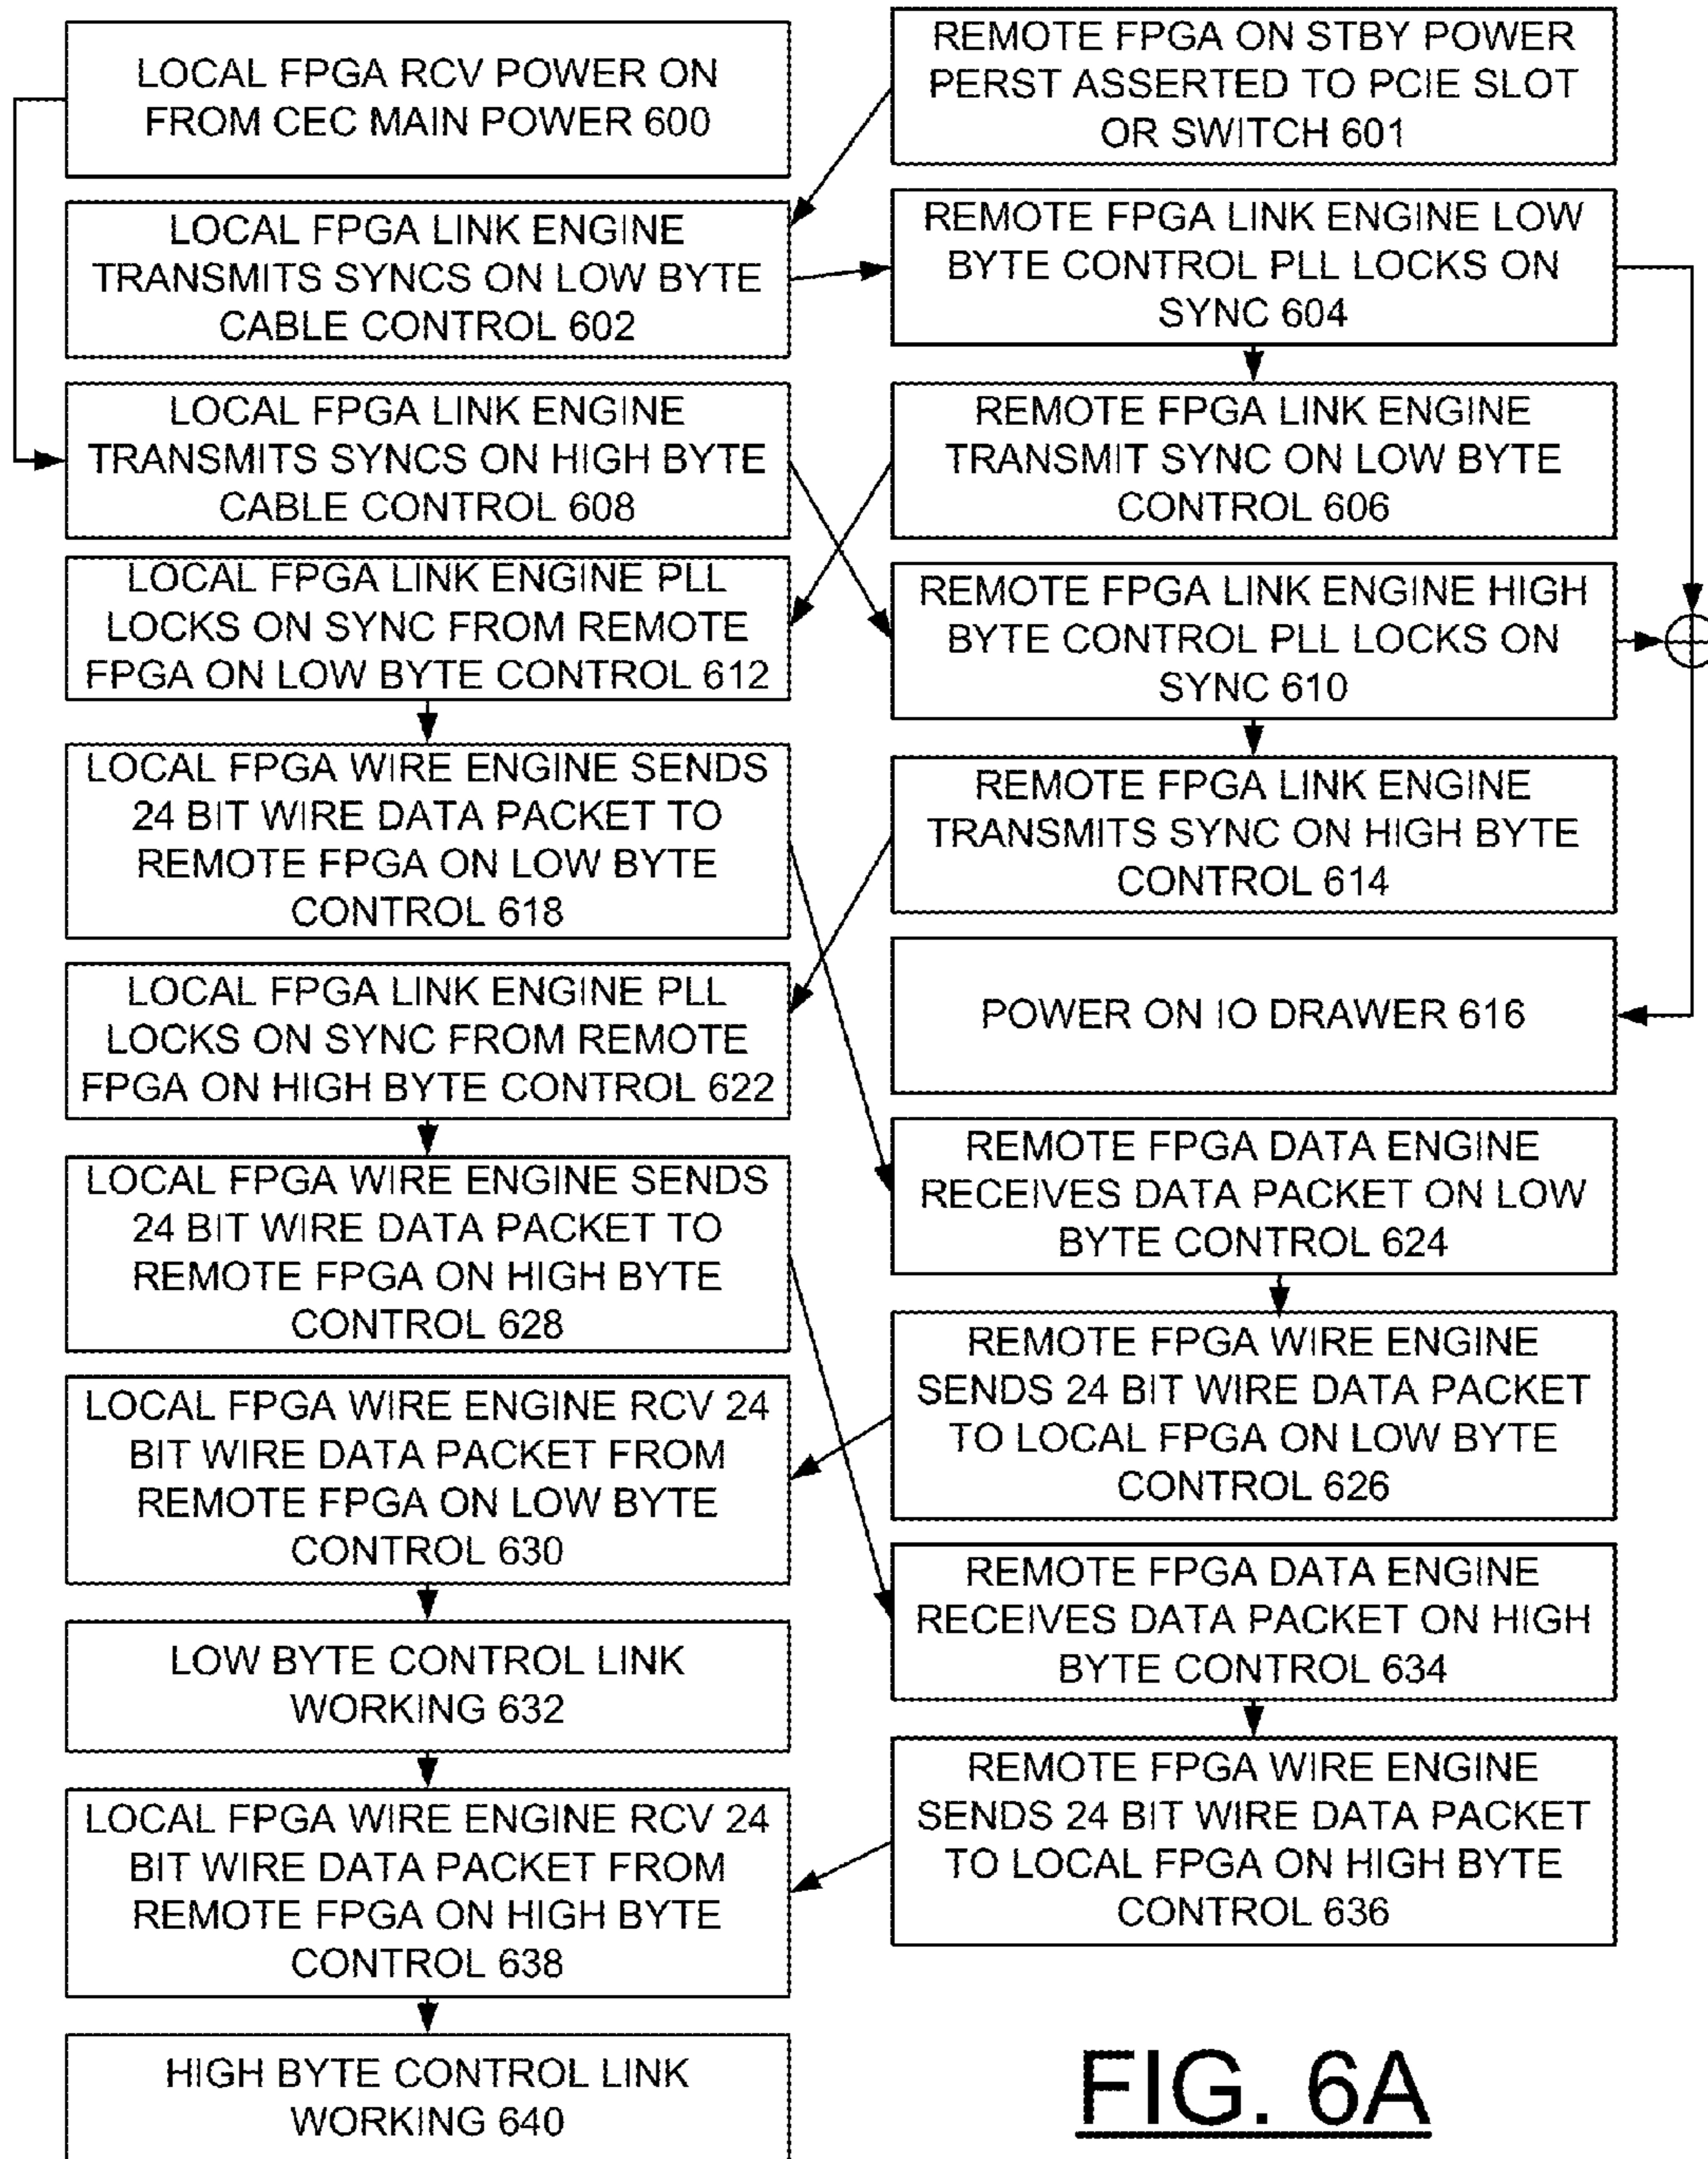 LOCAL FPGA RCV POWER ON
FROM CEC MAIN POWER 600
REMOTE FPGA ON STBY POWER
PERST ASSERTED TO PCIE SLOT
OR SWITCH 601
LOCAL FPGA LINK ENGINE
TRANSMITS SYNCS ON LOW BYTE
CABLE CONTROL 602
REMOTE FPGA LINK ENGINE LOW
BYTE CONTROL PLL LOCKS ON
SYNC 604
LOCAL FPGA LINK ENGINE
TRANSMITS SYNCS ON HIGH BYTE
CABLE CONTROL 608
REMOTE FPGA LINK ENGINE
TRANSMIT SYNC ON LOW BYTE
CONTROL 606
LOCAL FPGA LINK ENGINE PLL
LOCKS ON SYNC FROM REMOTE
FPGA ON LOW BYTE CONTROL 612
REMOTE FPGA LINK ENGINE HIGH
BYTE CONTROL PLL LOCKS ON
SYNC 610
LOCAL FPGA WIRE ENGINE SENDS
24 BIT WIRE DATA PACKET TO
REMOTE FPGA ON LOW BYTE
CONTROL 618
REMOTE FPGA LINK ENGINE
TRANSMITS SYNC ON HIGH BYTE
CONTROL 614
LOCAL FPGA LINK ENGINE PLL
LOCKS ON SYNC FROM REMOTE
FPGA ON HIGH BYTE CONTROL 622
POWER ON IO DRAWER 616
LOCAL FPGA WIRE ENGINE SENDS
24 BIT WIRE DATA PACKET TO
REMOTE FPGA ON HIGH BYTE
CONTROL 628
REMOTE FPGA DATA ENGINE
RECEIVES DATA PACKET ON LOW
BYTE CONTROL 624
LOCAL FPGA WIRE ENGINE RCV 24
BIT WIRE DATA PACKET FROM
REMOTE FPGA ON LOW BYTE
CONTROL 630
REMOTE FPGA WIRE ENGINE
SENDS 24 BIT WIRE DATA PACKET
TO LOCAL FPGA ON LOW BYTE
CONTROL 626
LOW BYTE CONTROL LINK
WORKING 632
REMOTE FPGA DATA ENGINE
RECEIVES DATA PACKET ON HIGH
BYTE CONTROL 634
LOCAL FPGA WIRE ENGINE RCV 24
BIT WIRE DATA PACKET FROM
REMOTE FPGA ON HIGH BYTE
CONTROL 638
REMOTE FPGA WIRE ENGINE
SENDS 24 BIT WIRE DATA PACKET
TO LOCAL FPGA ON HIGH BYTE
CONTROL 636
HIGH BYTE CONTROL LINK
WORKING 640
FIG. 6A